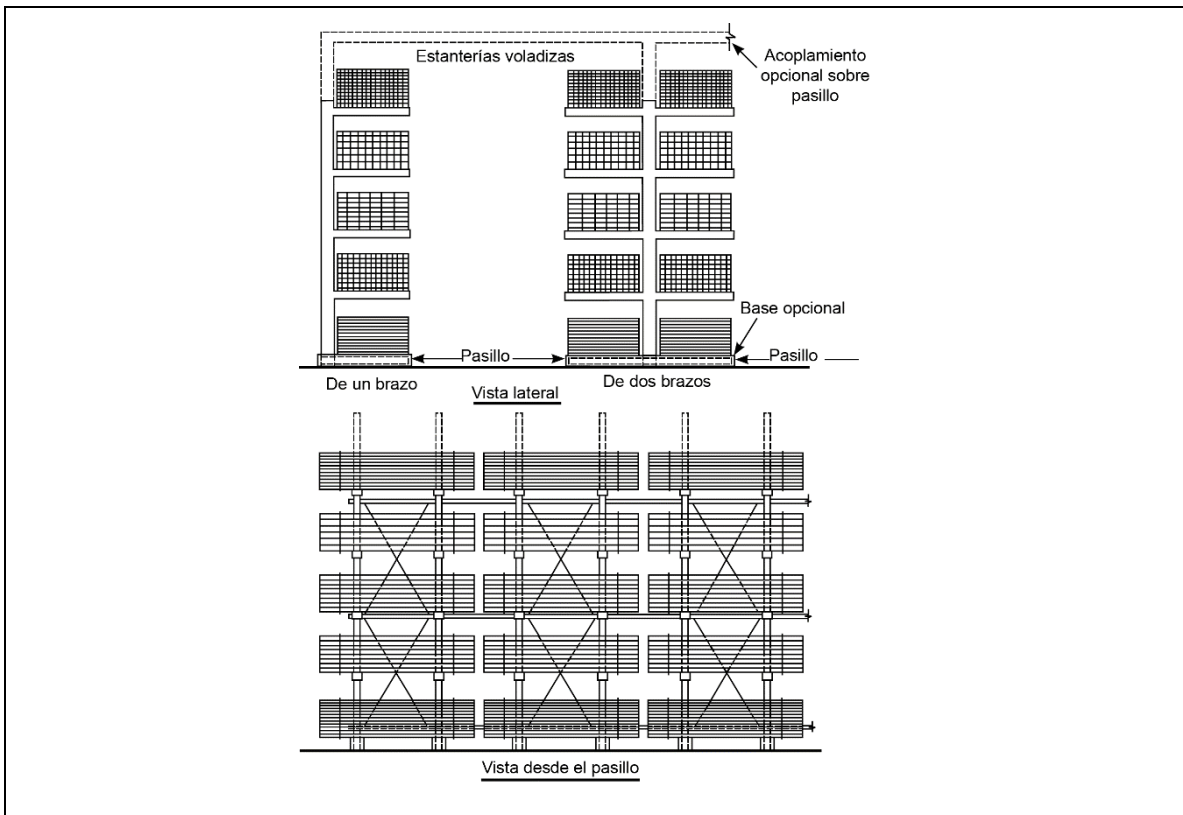 Estanterías voladizas
Acoplamiento
opcional sobre
pasillo
Base opcional
Pasillo
Pasillo
De un brazo
De dos brazos
Vista lateral
Vista desde el pasillo